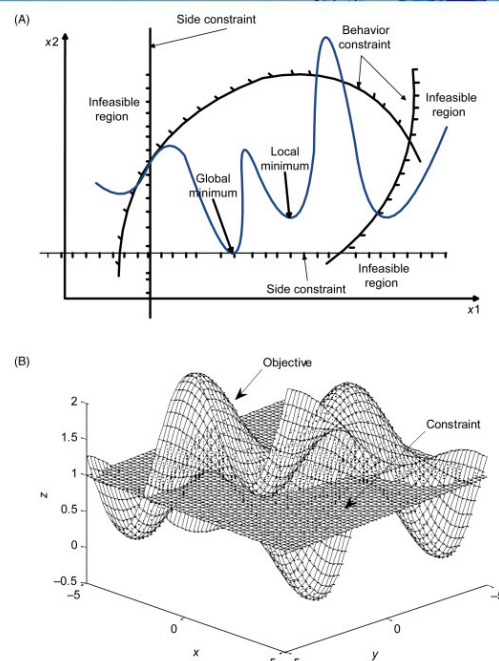 (A)
Side constraint
x2
Behavior
constraint
Infeasible
region
Infeasible
region
Local
minimum
Global
minimum
Infeasible
region
Side constraint
x1
(B)
Objective
Constraint
2
1.5
1
0.5
0
−0.5
z
−5
0
x
5
−5
0
y